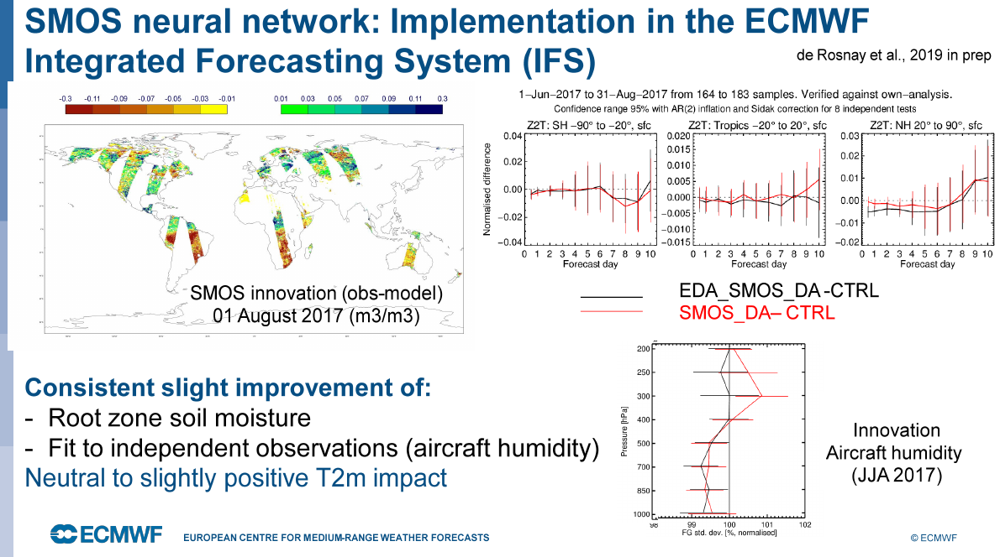 SMOS neural network: Implementation in the ECMWF
Integrated Forecasting System (IFS)
de Rosnay et al., 2019 in prep
-0.3 -0.11 -0.09 -0.07 -0.05 -0.03 -0.01
0.01 0.03 0.05 0.07 0.09 0.11 0.3
SMOS innovation (obs-model)
01 August 2017 (m3/m3)
1−Jun−2017 to 31−Aug−2017 from 164 to 183 samples. Verified against own−analysis.
Confidence range 95% with AR(2) inflation and Sidak correction for 8 independent tests
Z2T: SH −90° to −20°, sfc
Normalised difference
0.04
0.02
0.00
−0.02
−0.04
0 1 2 3 4 5 6 7 8 9 10
Forecast day
Z2T: Tropics −20° to 20°, sfc
0.020
0.015
0.010
0.005
0.000
−0.005
−0.010
−0.015
0 1 2 3 4 5 6 7 8 9 10
Forecast day
Z2T: NH 20° to 90°, sfc
0.03
0.02
0.01
0.00
−0.01
−0.02
0 1 2 3 4 5 6 7 8 9 10
Forecast day
EDA_SMOS_DA -CTRL
SMOS_DA– CTRL
Consistent slight improvement of:
- Root zone soil moisture
- Fit to independent observations (aircraft humidity)
Neutral to slightly positive T2m impact
Pressure [hPa]
200
250
300
400
500
700
850
1000
98 99 100 101 102
FG std. dev. [%, normalised]
Innovation
Aircraft humidity
(JJA 2017)
ECMWF
EUROPEAN CENTRE FOR MEDIUM-RANGE WEATHER FORECASTS
© ECMWF